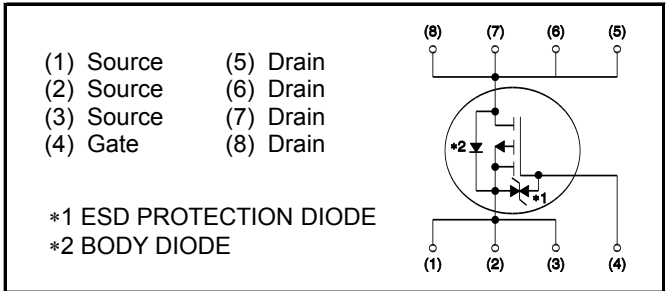 (1) Source (5) Drain
(2) Source (6) Drain
(3) Source (7) Drain
(4) Gate (8) Drain
∗1 ESD PROTECTION DIODE
∗2 BODY DIODE
(8) (7) (6) (5)
∗2
∗1
(1) (2) (3) (4)